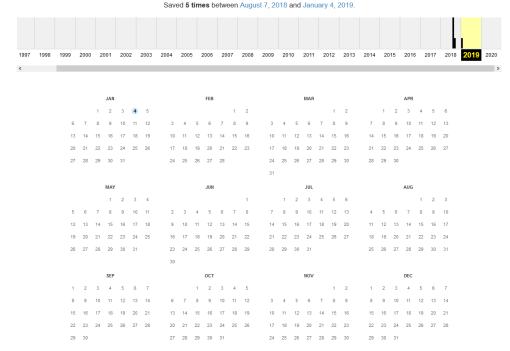 Saved 5 times between August 7, 2018 and January 4, 2019.
1997 1998 1999 2000 2001 2002 2003 2004 2005 2006 2007 2008 2009 2010 2011 2012 2013 2014 2015 2016 2017 2018 2019 2020
JAN FEB MAR APR
1 2 3 4 5 1 2 1 2 1 2 3 4 5 6
6 7 8 9 10 11 12 3 4 5 6 7 8 9 3 4 5 6 7 8 9 7 8 9 10 11 12 13
13 14 15 16 17 18 19 10 11 12 13 14 15 16 10 11 12 13 14 15 16 14 15 16 17 18 19 20
20 21 22 23 24 25 26 17 18 19 20 21 22 23 17 18 19 20 21 22 23 21 22 23 24 25 26 27
27 28 29 30 31 24 25 26 27 28 24 25 26 27 28 29 30 28 29 30
31
MAY JUN JUL AUG
1 2 3 4 1 1 2 3 4 5 6 1 2 3
5 6 7 8 9 10 11 2 3 4 5 6 7 8 7 8 9 10 11 12 13 4 5 6 7 8 9 10
12 13 14 15 16 17 18 9 10 11 12 13 14 15 14 15 16 17 18 19 20 11 12 13 14 15 16 17
19 20 21 22 23 24 25 16 17 18 19 20 21 22 21 22 23 24 25 26 27 18 19 20 21 22 23 24
26 27 28 29 30 31 23 24 25 26 27 28 29 28 29 30 31 25 26 27 28 29 30 31
30
SEP OCT NOV DEC
1 2 3 4 5 6 7 1 2 3 4 5 1 2 1 2 3 4 5 6 7
8 9 10 11 12 13 14 6 7 8 9 10 11 12 3 4 5 6 7 8 9 8 9 10 11 12 13 14
15 16 17 18 19 20 21 13 14 15 16 17 18 19 10 11 12 13 14 15 16 15 16 17 18 19 20 21
22 23 24 25 26 27 28 20 21 22 23 24 25 26 17 18 19 20 21 22 23 22 23 24 25 26 27 28
29 30 27 28 29 30 31 24 25 26 27 28 29 30 29 30 31